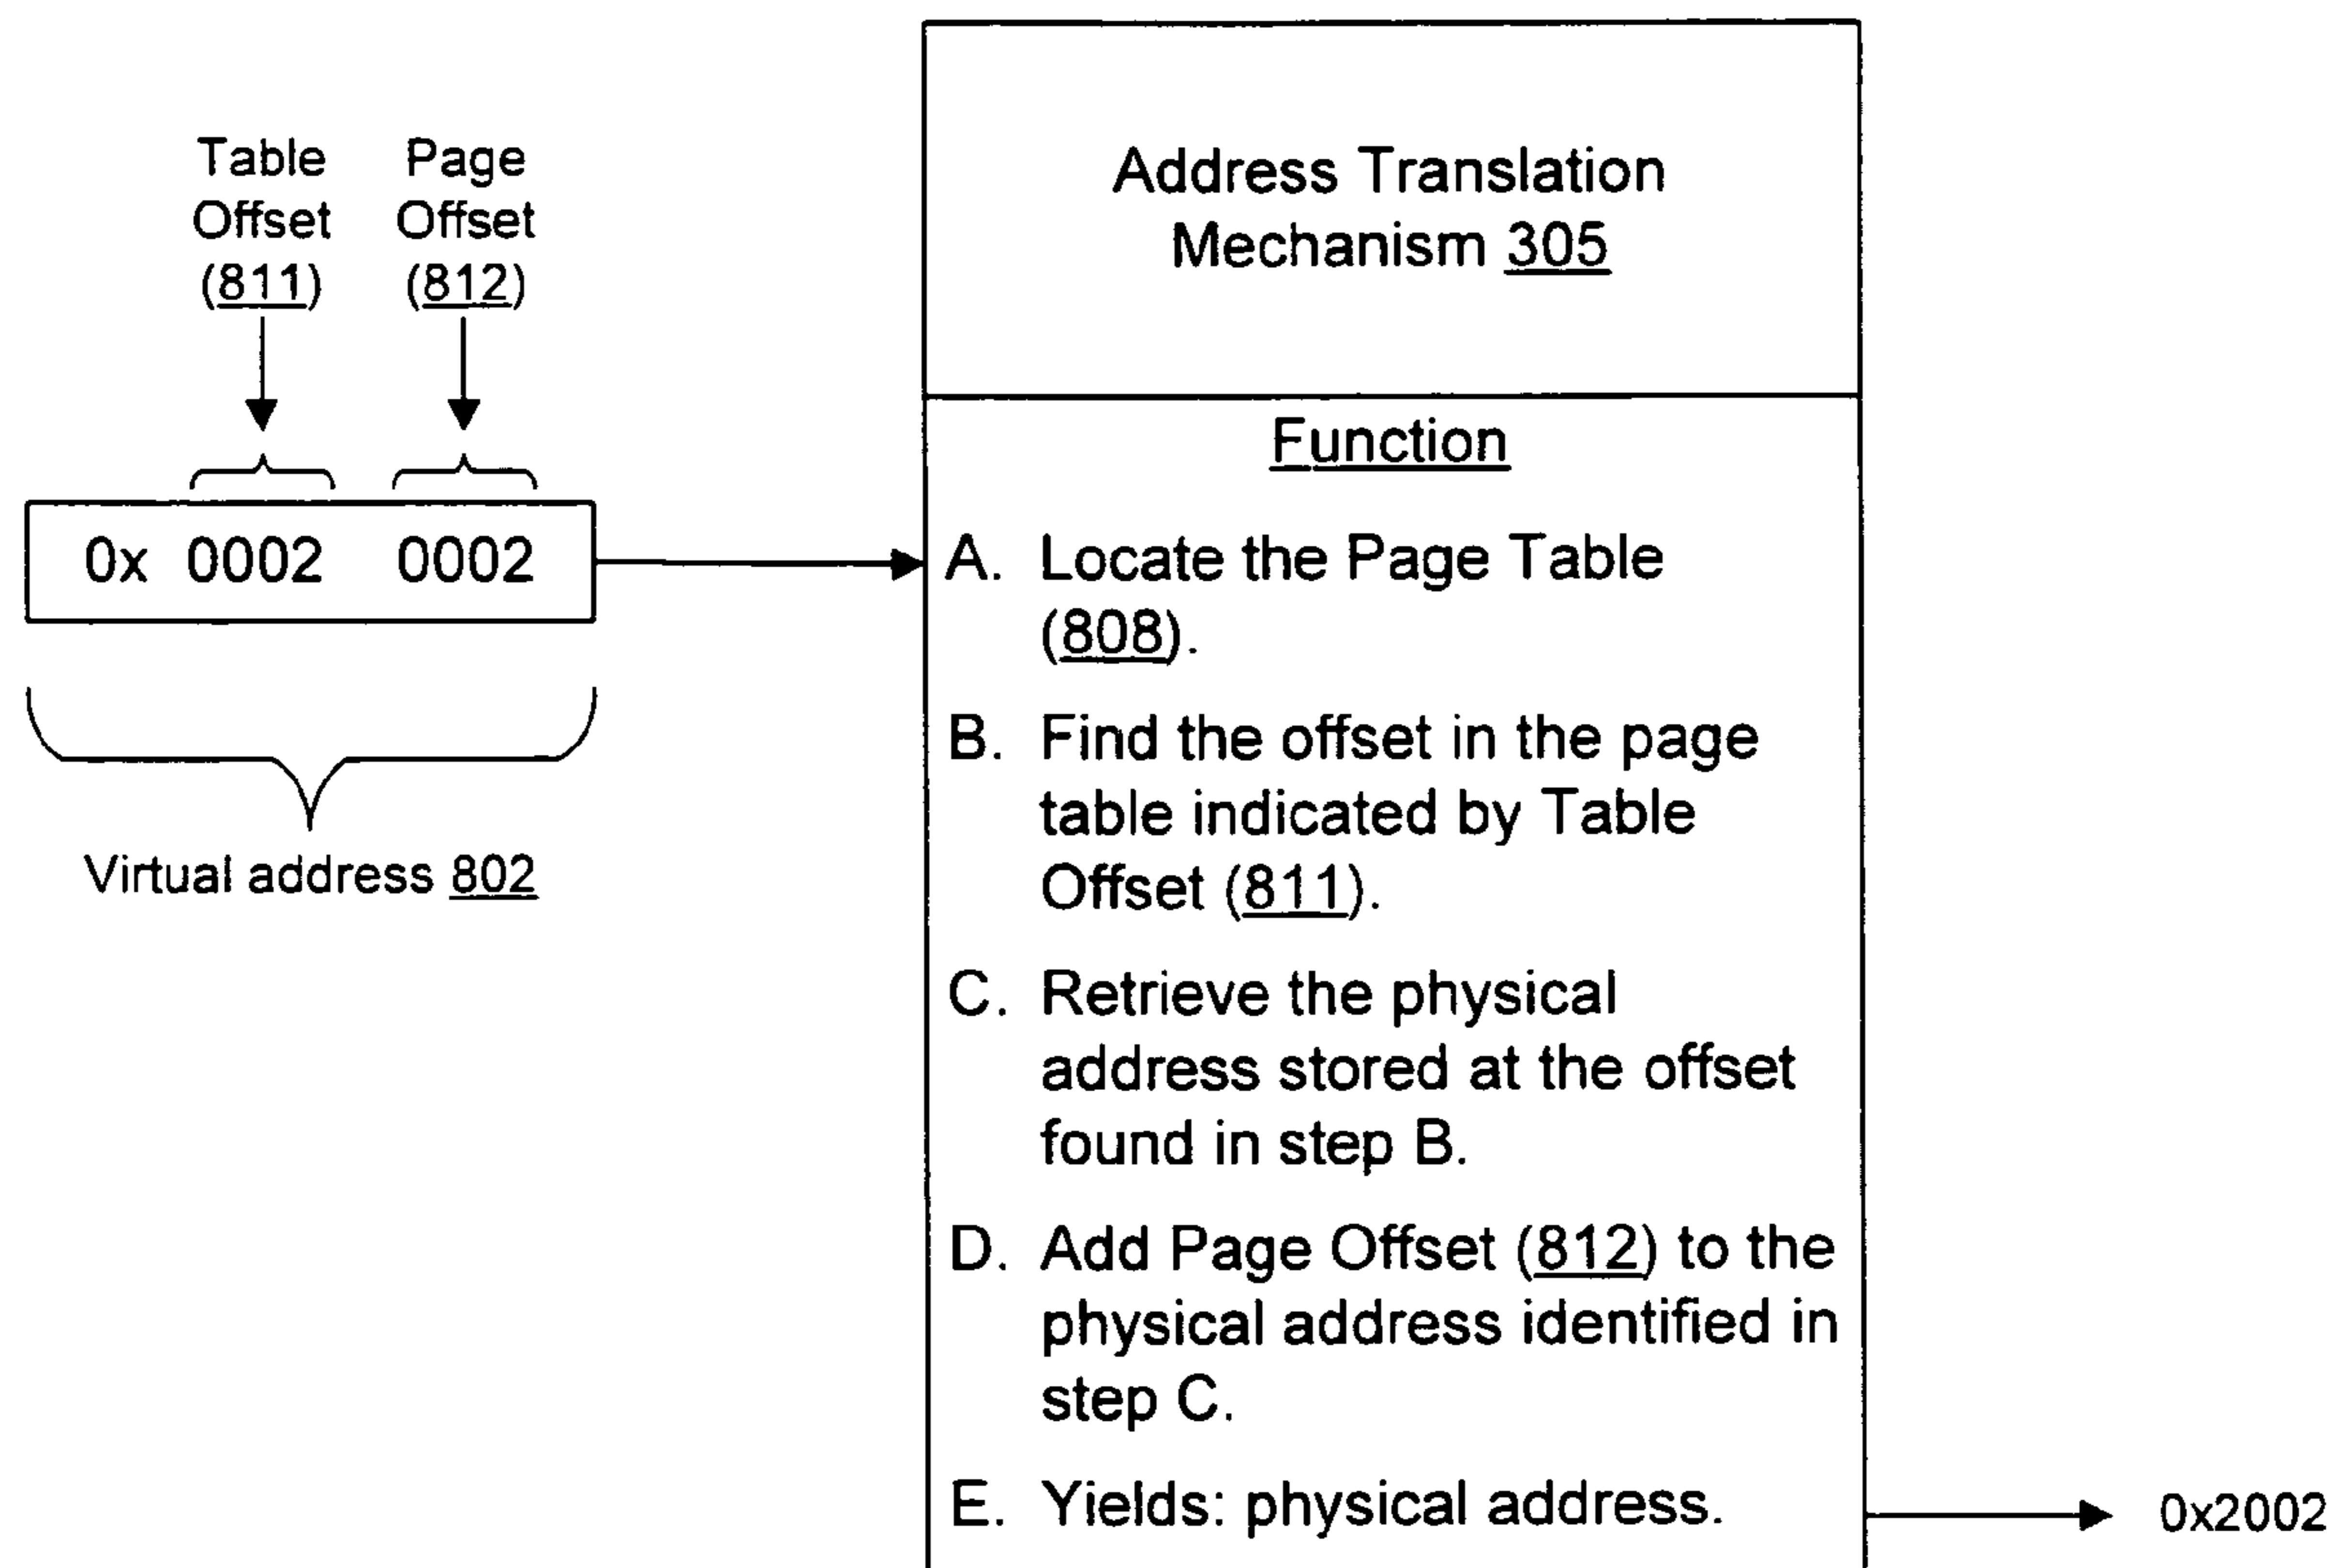 Table
Offset
(811)
Page
Offset
(812)
0x 0002 0002
Virtual address 802
Address Translation
Mechanism 305
Function
A. Locate the Page Table
(808).
B. Find the offset in the page
table indicated by Table
Offset (811).
C. Retrieve the physical
address stored at the offset
found in step B.
D. Add Page Offset (812) to the
physical address identified in
step C.
E. Yields: physical address.
0x2002